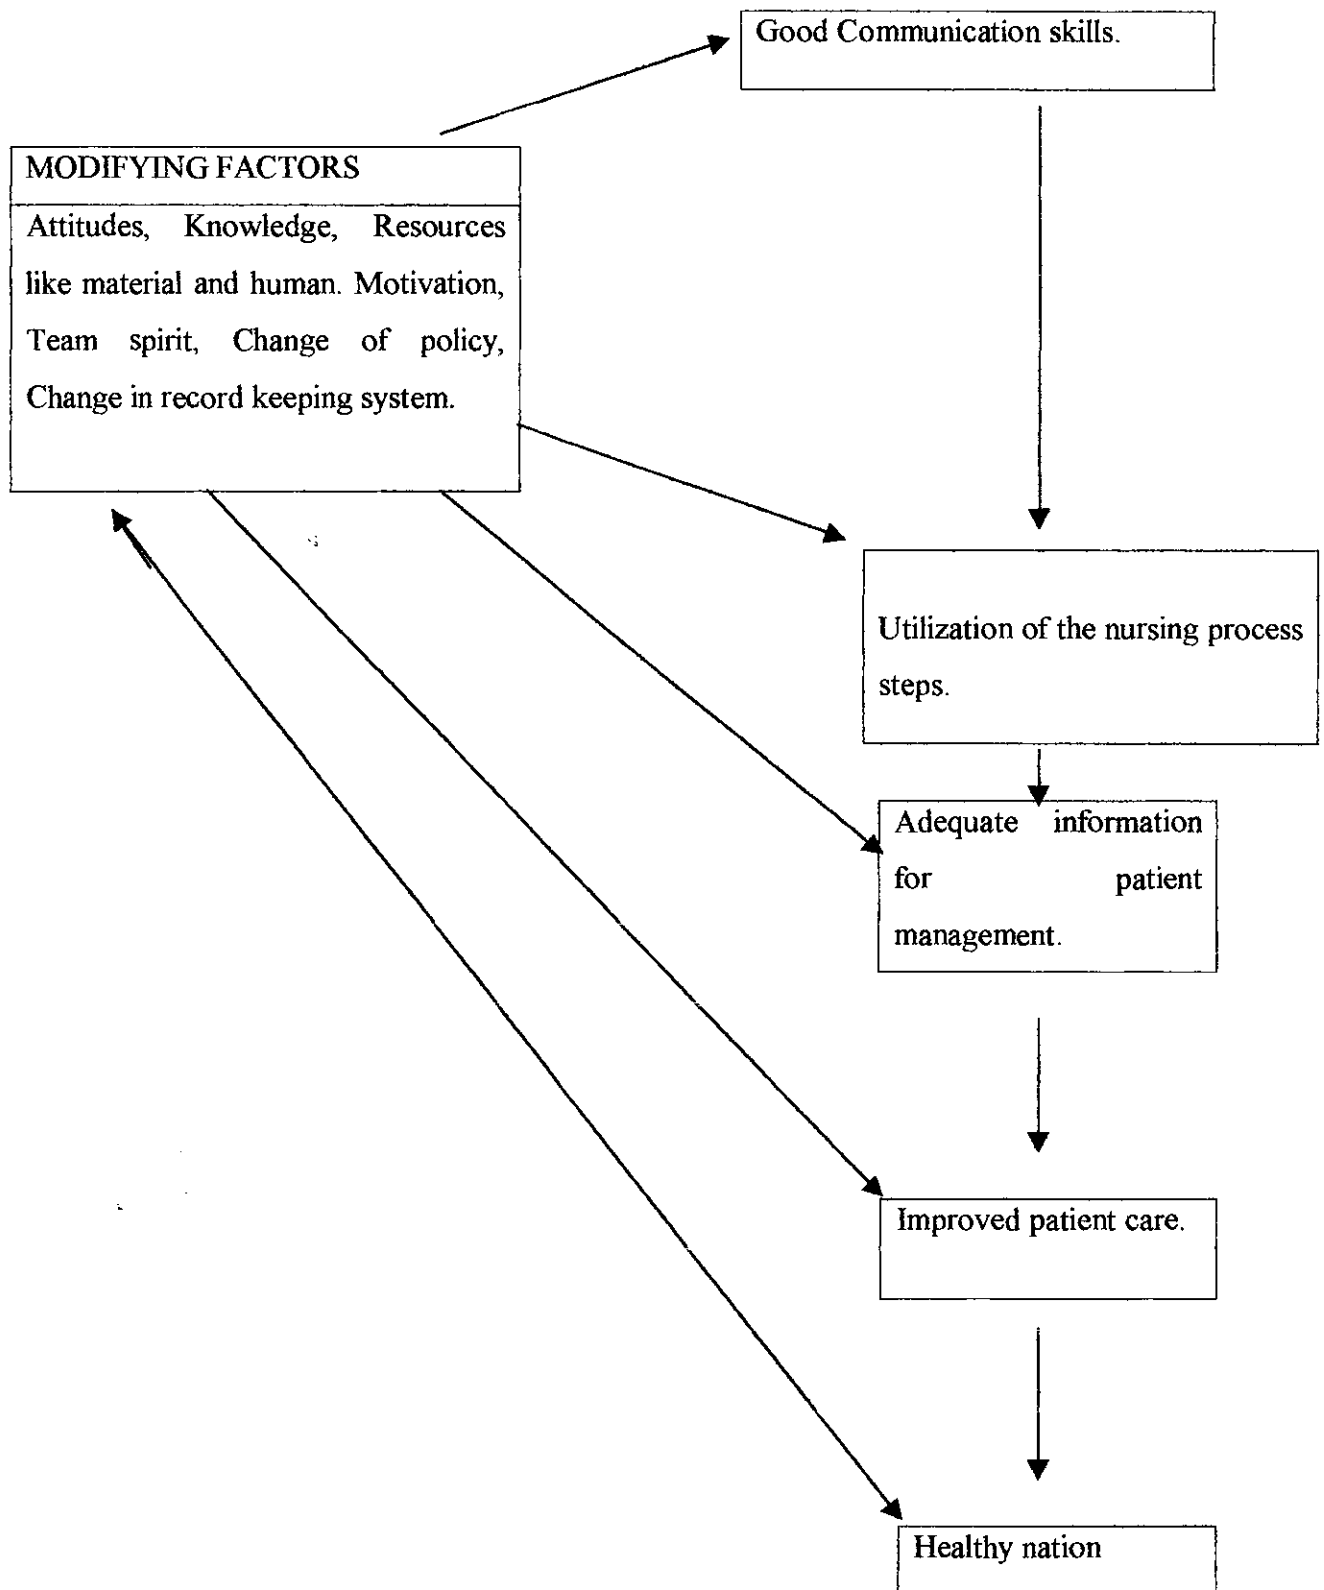 Good Communication skills.
MODIFYING FACTORS
Attitudes, Knowledge, Resources
like material and human. Motivation,
Team spirit, Change of policy,
Change in record keeping system.
Utilization of the nursing process
steps.
Adequate information
for patient
management.
Improved patient care.
Healthy nation